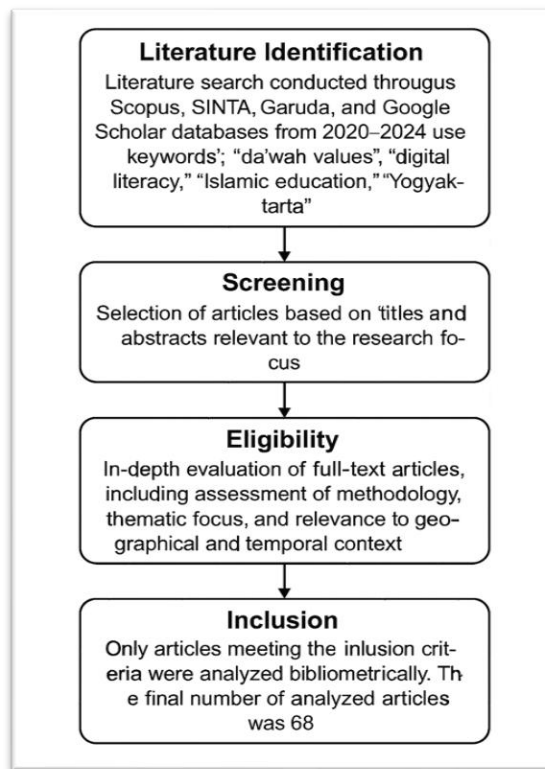 Literature Identification
Literature search conducted througus
Scopus, SINTA, Garuda, and Google
Scholar databases from 2020–2024 use
keywords’; “da’wah values”, “digital
literacy,” “Islamic education,” “Yogyak-
tarta”
Screening
Selection of articles based on ‘titles and
abstracts relevant to the research fo-
cus
Eligibility
In-depth evaluation of full-text articles,
including assessment of methodology,
thematic focus, and relevance to geo-
ographical and temporal context
Inclusion
Only articles meeting the inlusion crit-
eria were analyzed bibliometrically. Th
e final number of analyzed articles
was 68